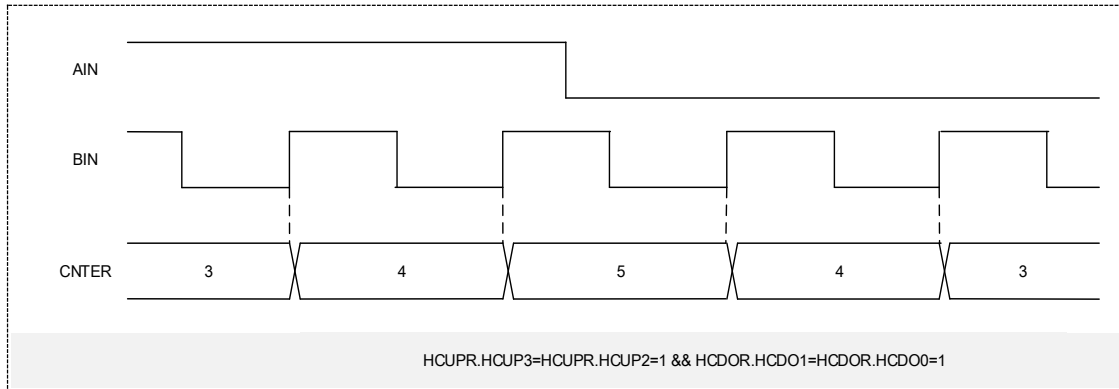 AIN
BIN
CNTER 3 4 5 4 3
HCUPR.HCUP3=HCUPR.HCUP2=1 && HCDOR.HCDO1=HCDOR.HCDO0=1